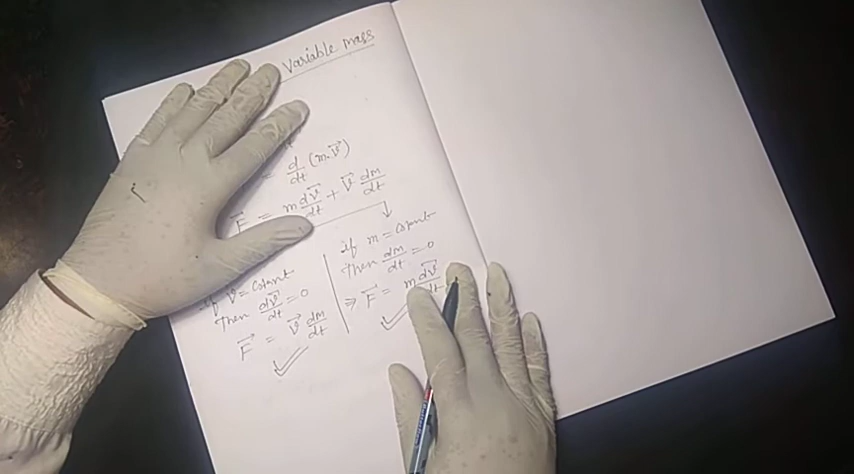 Variable mass
= d/dt (m.v⃗)
F⃗ = m dv⃗/dt + v⃗ dm/dt
if v⃗ = constant
Then dv⃗/dt = 0
F⃗ = v⃗ dm/dt
if m = constant
Then dm/dt = 0
⇒ F⃗ = m dv⃗/dt